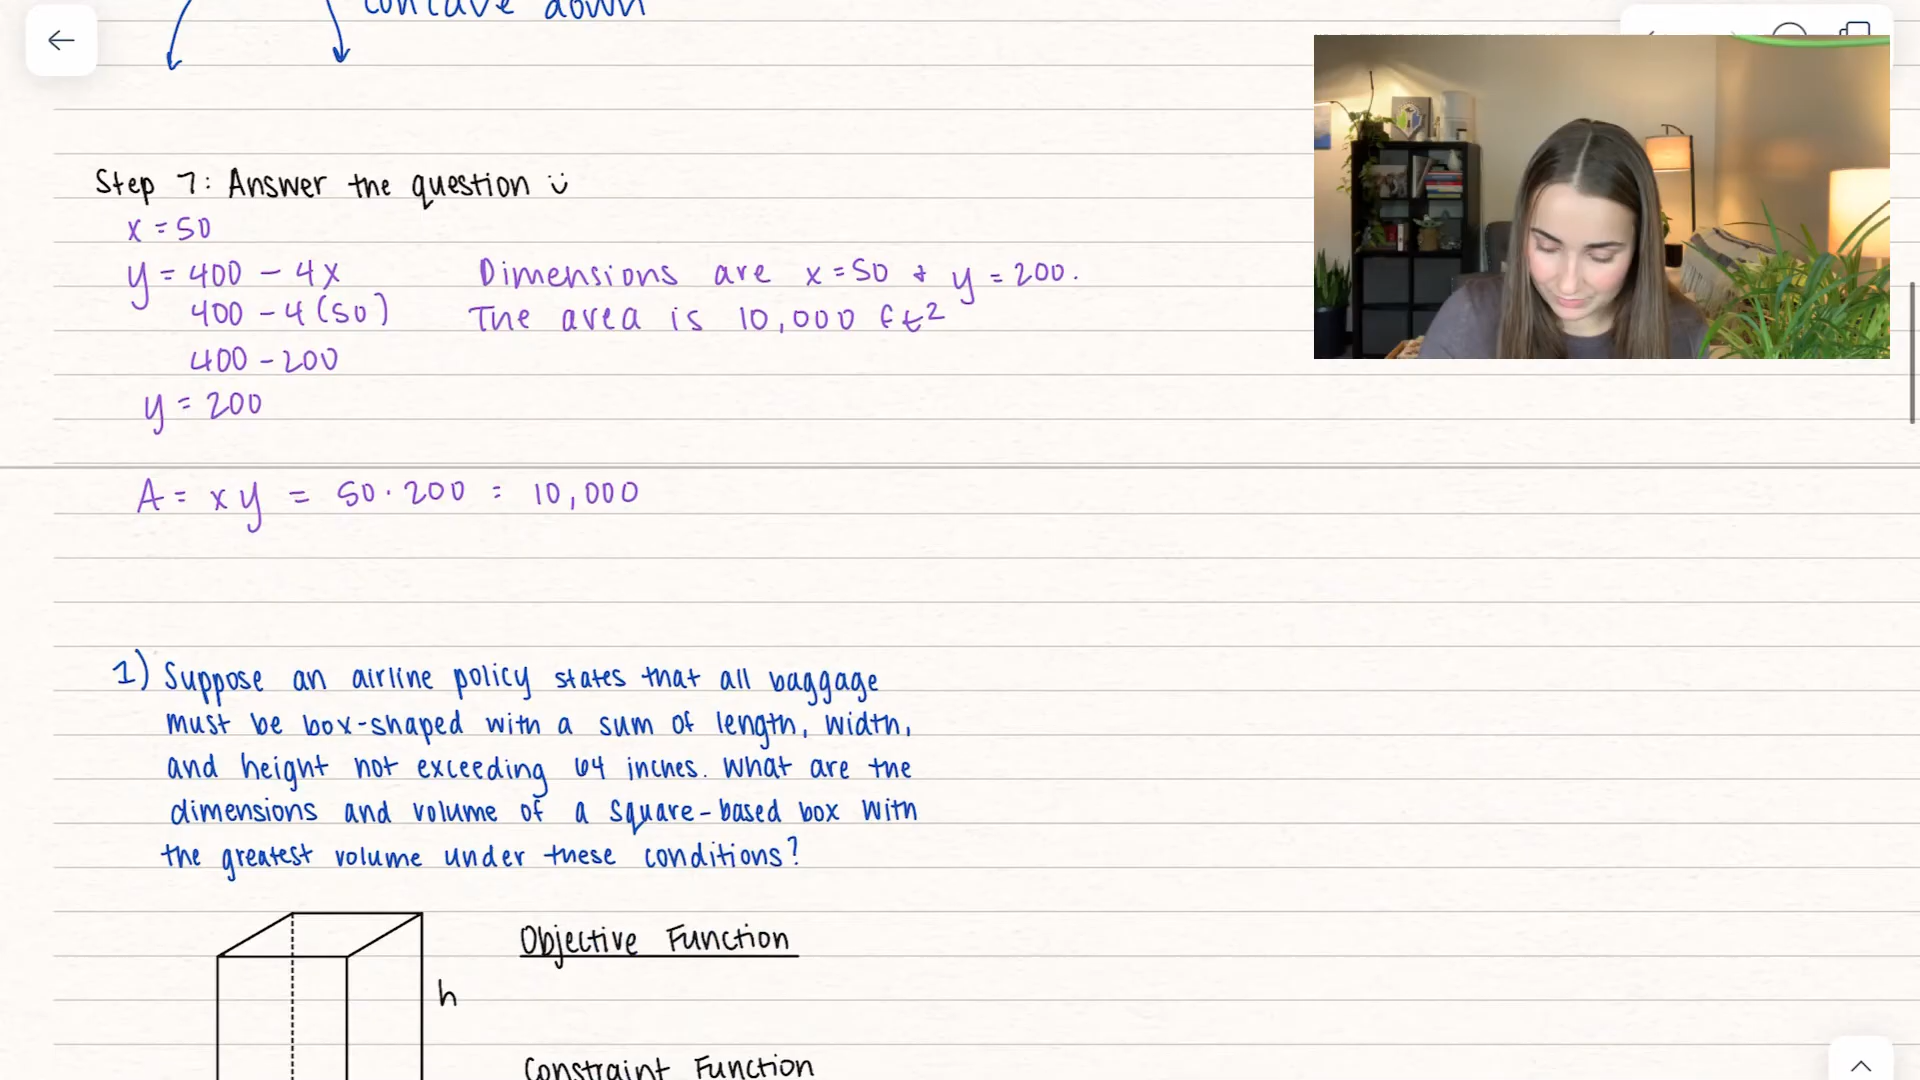 concave down
Step 7: Answer the question
x = 50
y = 400 - 4x
400 - 4(50)
400 - 200
y = 200
Dimensions are x = 50 + y = 200.
The area is 10,000 ft²
A = xy = 50 · 200 = 10,000
1) Suppose an airline policy states that all baggage
must be box-shaped with a sum of length, width,
and height not exceeding 64 inches. What are the
dimensions and volume of a square-based box with
the greatest volume under these conditions?
Objective Function
h
Constraint Function